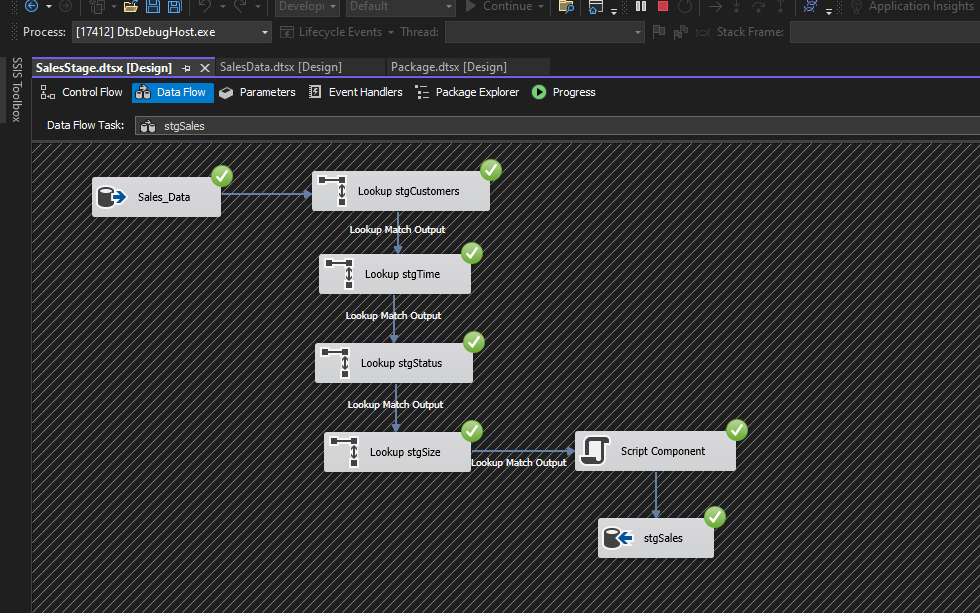 Develop Default Continue Application Insights
Process: [17412] DtsDebugHost.exe Lifecycle Events Thread: Stack Frame:
SSIS Toolbox
SalesStage.dtsx [Design] SalesData.dtsx [Design] Package.dtsx [Design]
Control Flow Data Flow Parameters Event Handlers Package Explorer Progress
Data Flow Task: stgSales
Sales_Data
Lookup stgCustomers
Lookup Match Output
Lookup stgTime
Lookup Match Output
Lookup stgStatus
Lookup Match Output
Lookup stgSize
Lookup Match Output
Script Component
stgSales